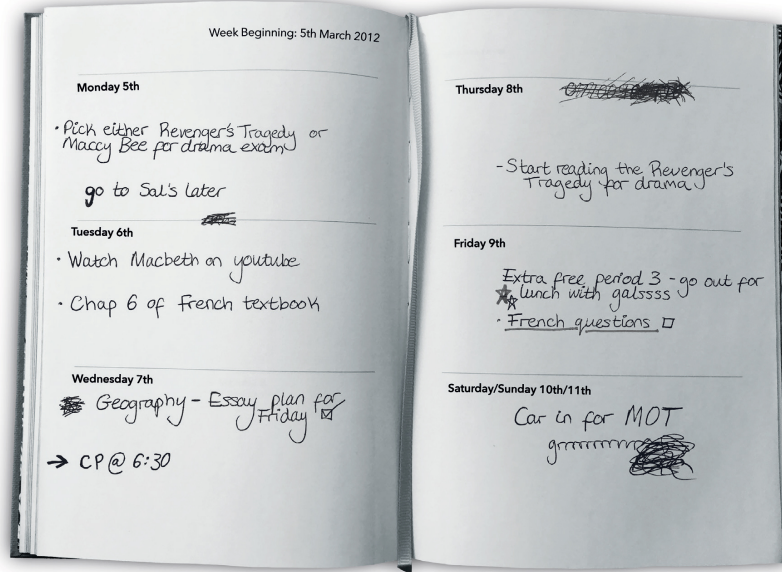 Week Beginning: 5th March 2012
Monday 5th
• Pick either Revenger's Tragedy or
Maccy Bee for drama exam
go to Sal's later
Tuesday 6th
• Watch Macbeth on youtube
• Chap 6 of French textbook
Wednesday 7th
Geography - Essay plan for
Friday ☑
→ CP @ 6:30
Thursday 8th
- Start reading the Revenger's
Tragedy for drama
Friday 9th
Extra free period 3 - go out for
lunch with galssss
• French questions ☐
Saturday/Sunday 10th/11th
Car in for MOT
grrrrrrrrr